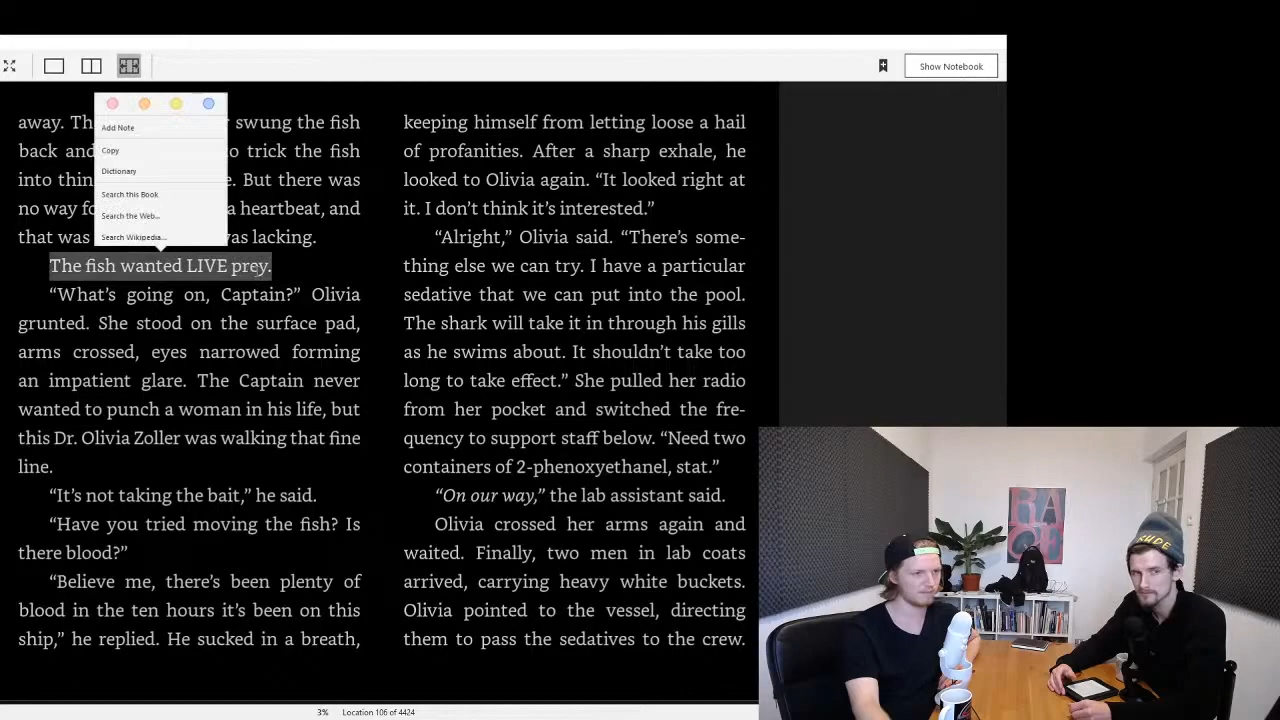 Show Notebook
Add Note
Copy
Dictionary
Search this Book
Search the Web...
Search Wikipedia...
away. Th swung the fish
back and o trick the fish
into thin e. But there was
no way fo a heartbeat, and
that was was lacking.
The fish wanted LIVE prey.
“What’s going on, Captain?” Olivia
grunted. She stood on the surface pad,
arms crossed, eyes narrowed forming
an impatient glare. The Captain never
wanted to punch a woman in his life, but
this Dr. Olivia Zoller was walking that fine
line.
“It’s not taking the bait,” he said.
“Have you tried moving the fish? Is
there blood?”
“Believe me, there’s been plenty of
blood in the ten hours it’s been on this
ship,” he replied. He sucked in a breath,
keeping himself from letting loose a hail
of profanities. After a sharp exhale, he
looked to Olivia again. “It looked right at
it. I don’t think it’s interested.”
“Alright,” Olivia said. “There’s some-
thing else we can try. I have a particular
sedative that we can put into the pool.
The shark will take it in through his gills
as he swims about. It shouldn’t take too
long to take effect.” She pulled her radio
from her pocket and switched the fre-
quency to support staff below. “Need two
containers of 2-phenoxyethanol, stat.”
“On our way,” the lab assistant said.
Olivia crossed her arms again and
waited. Finally, two men in lab coats
arrived, carrying heavy white buckets.
Olivia pointed to the vessel, directing
them to pass the sedatives to the crew.
3% Location 106 of 4424
RA
GE
RUDE